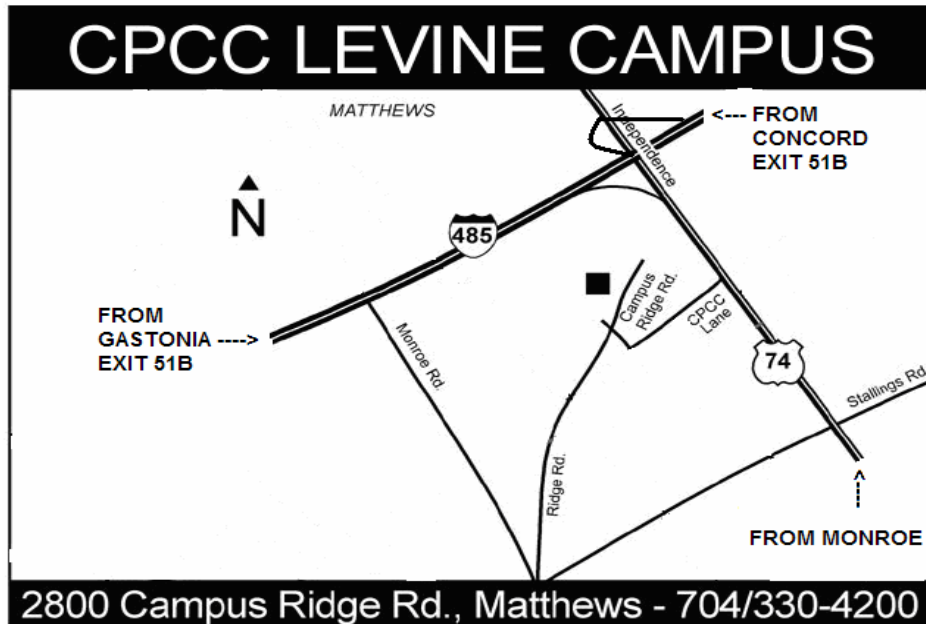 CPCC LEVINE CAMPUS
MATTHEWS
Independence
<--- FROM
CONCORD
EXIT 51B
N
485
FROM
GASTONIA ---->
EXIT 51B
Campus
Ridge Rd.
CPCC
Lane
Monroe Rd.
74
Stallings Rd.
Ridge Rd.
FROM MONROE
2800 Campus Ridge Rd., Matthews - 704/330-4200